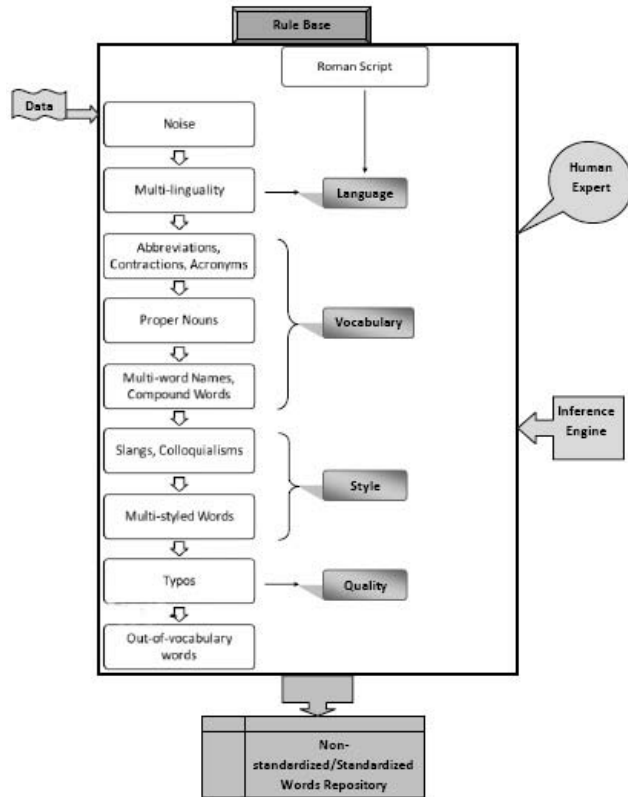 Rule Base
Roman Script
Data
Noise
Human
Expert
Multi-linguality
Language
Abbreviations,
Contractions, Acronyms
Proper Nouns
Vocabulary
Multi-word Names,
Compound Words
Inference
Engine
Slangs, Colloquialisms
Style
Multi-styled Words
Typos
Quality
Out-of-vocabulary
words
Non-
standardized/Standardized
Words Repository